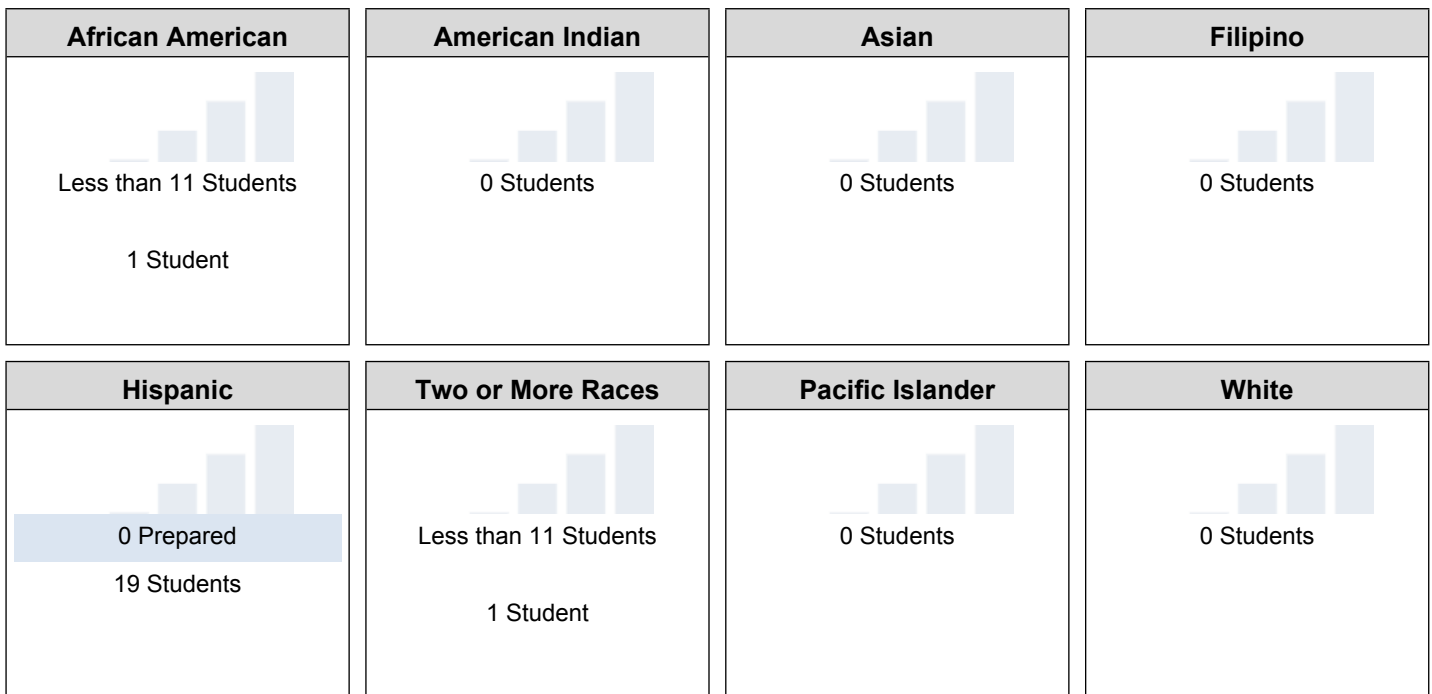 African American
Less than 11 Students
1 Student
American Indian
0 Students
Asian
0 Students
Filipino
0 Students
Hispanic
0 Prepared
19 Students
Two or More Races
Less than 11 Students
1 Student
Pacific Islander
0 Students
White
0 Students